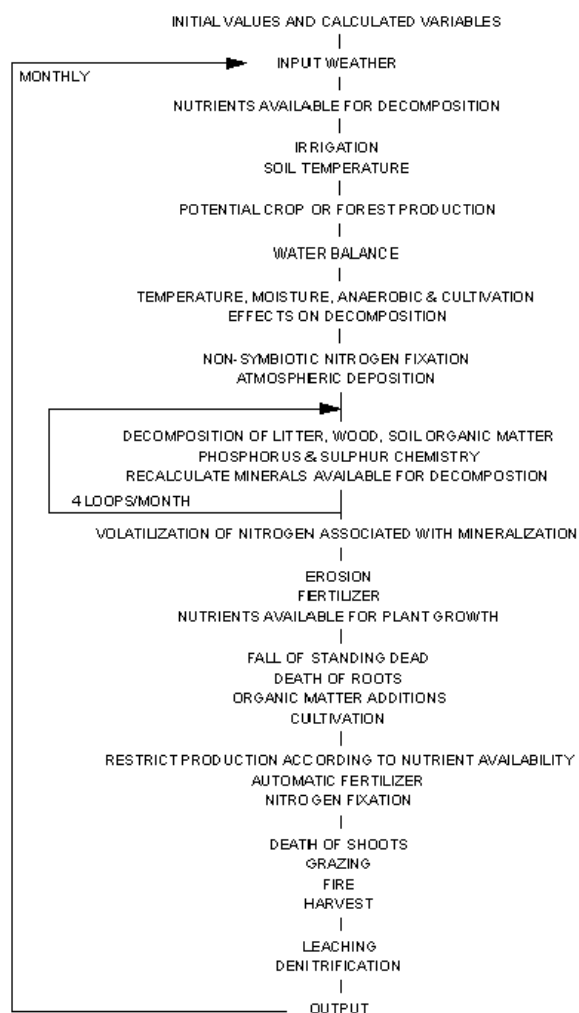 INITIAL VALUES AND CALCULATED VARIABLES
INPUT WEATHER
MONTHLY
NUTRIENTS AVAILABLE FOR DECOMPOSITION
IRRIGATION
SOIL TEMPERATURE
POTENTIAL CROP OR FOREST PRODUCTION
WATER BALANCE
TEMPERATURE, MOISTURE, ANAEROBIC & CULTIVATION
EFFECTS ON DECOMPOSITION
NON-SYMBIOTIC NITROGEN FIXATION
ATMOSPHERIC DEPOSITION
DECOMPOSITION OF LITTER, WOOD, SOIL ORGANIC MATTER
PHOSPHORUS & SULPHUR CHEMISTRY
RECALCULATE MINERALS AVAILABLE FOR DECOMPOSTION
4 LOOPS/MONTH
VOLATILIZATION OF NITROGEN ASSOCIATED WITH MINERALIZATION
EROSION
FERTILIZER
NUTRIENTS AVAILABLE FOR PLANT GROWTH
FALL OF STANDING DEAD
DEATH OF ROOTS
ORGANIC MATTER ADDITIONS
CULTIVATION
RESTRICT PRODUCTION ACCORDING TO NUTRIENT AVAILABILITY
AUTOMATIC FERTILIZER
NITROGEN FIXATION
DEATH OF SHOOTS
GRAZING
FIRE
HARVEST
LEACHING
DENITRIFICATION
OUTPUT